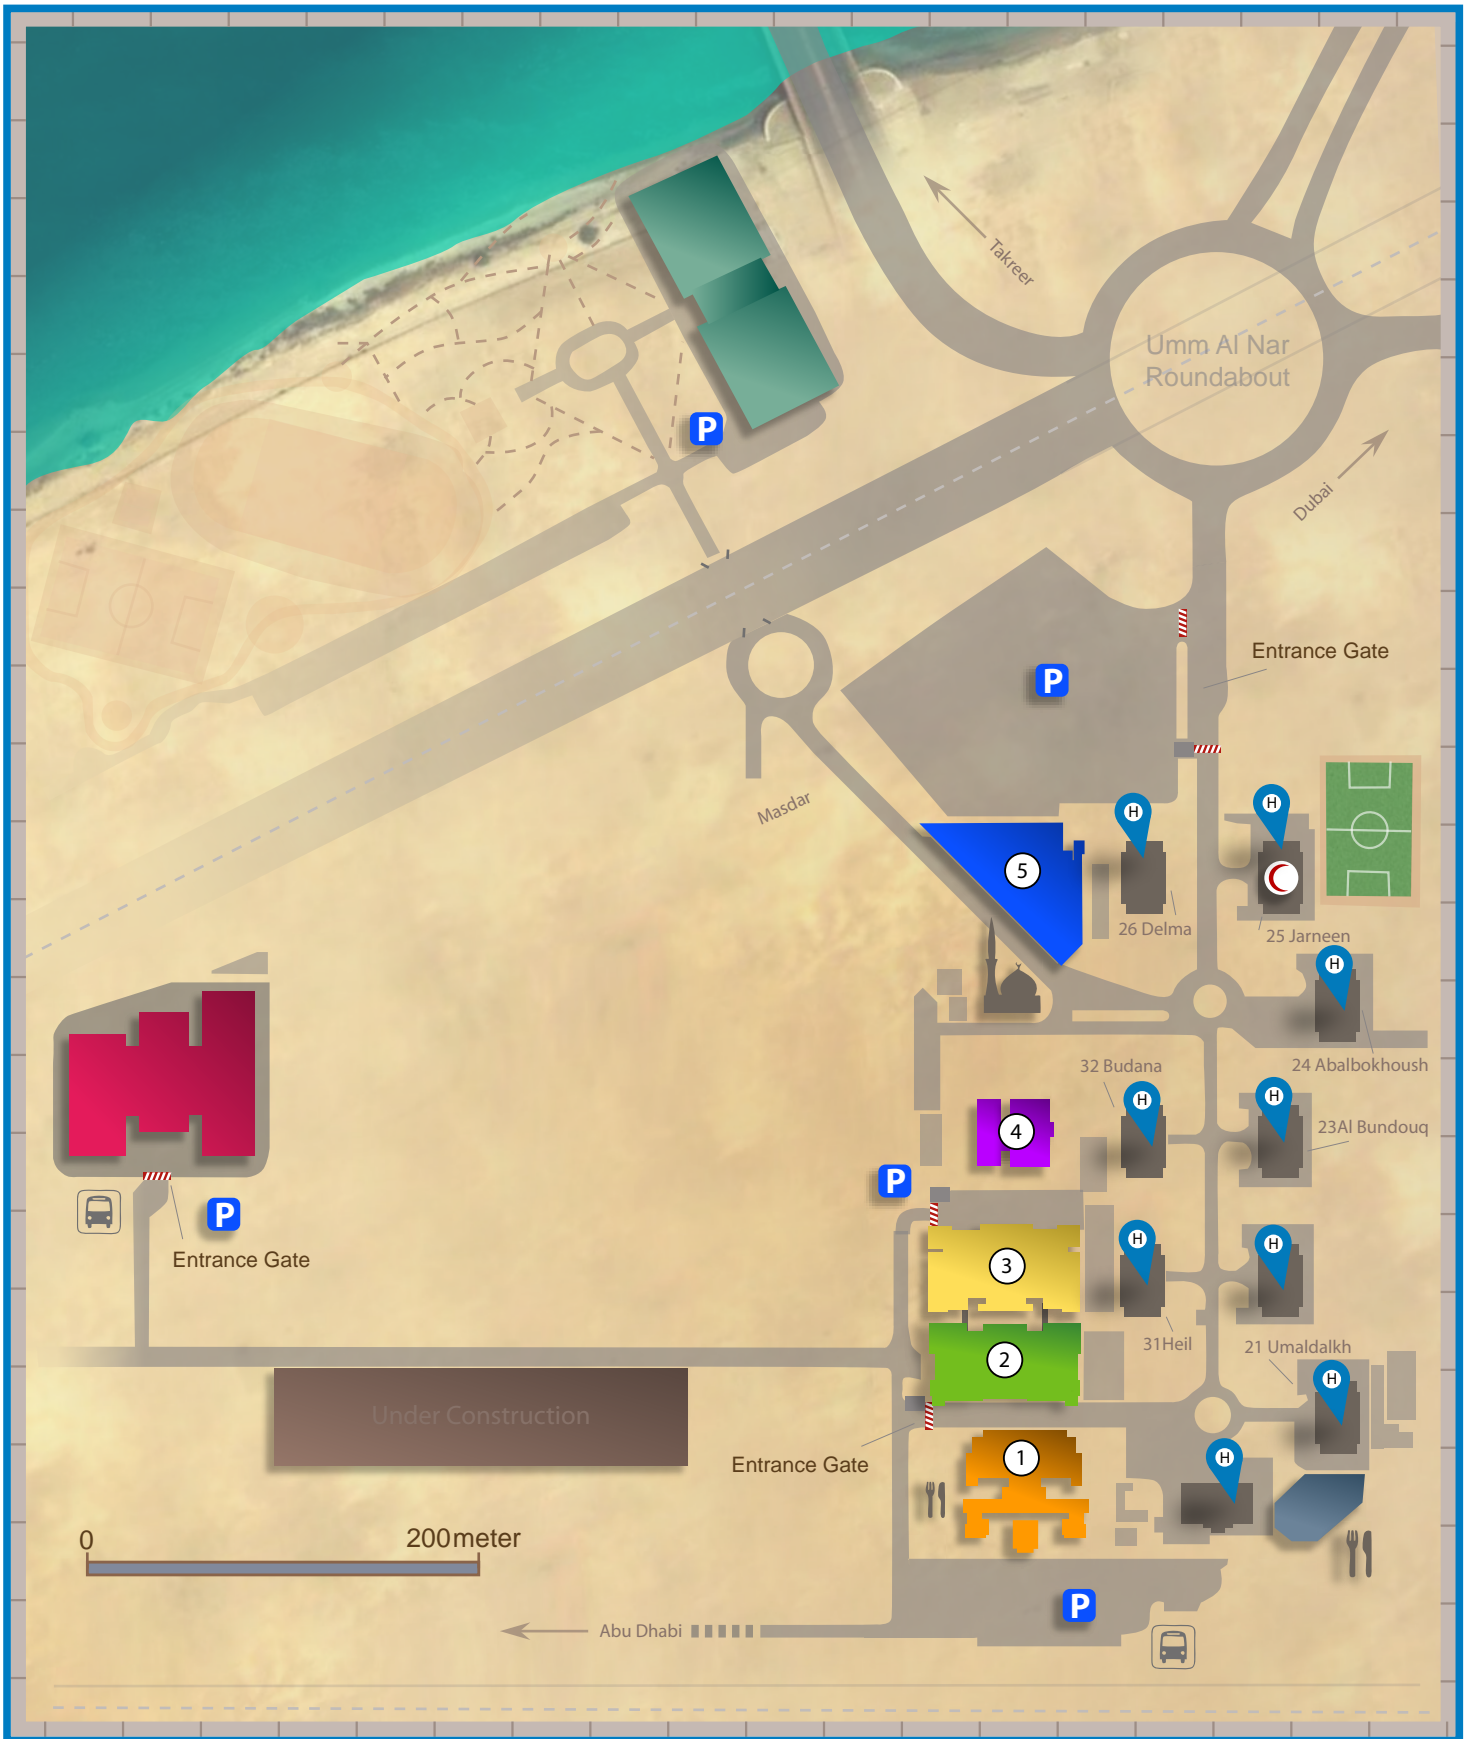 Takreer
Umm Al Nar
Roundabout
P
Dubai
Entrance Gate
P
Masdar
H
H
5
26 Delma
25 Jarneen
H
32 Budana
24 Abalbokhoush
H
H
4
23Al Bundouq
P
P
Entrance Gate
H
H
3
31Heil
21 Umaldalkh
2
H
Under Construction
Entrance Gate
1
H
0
200meter
P
Abu Dhabi